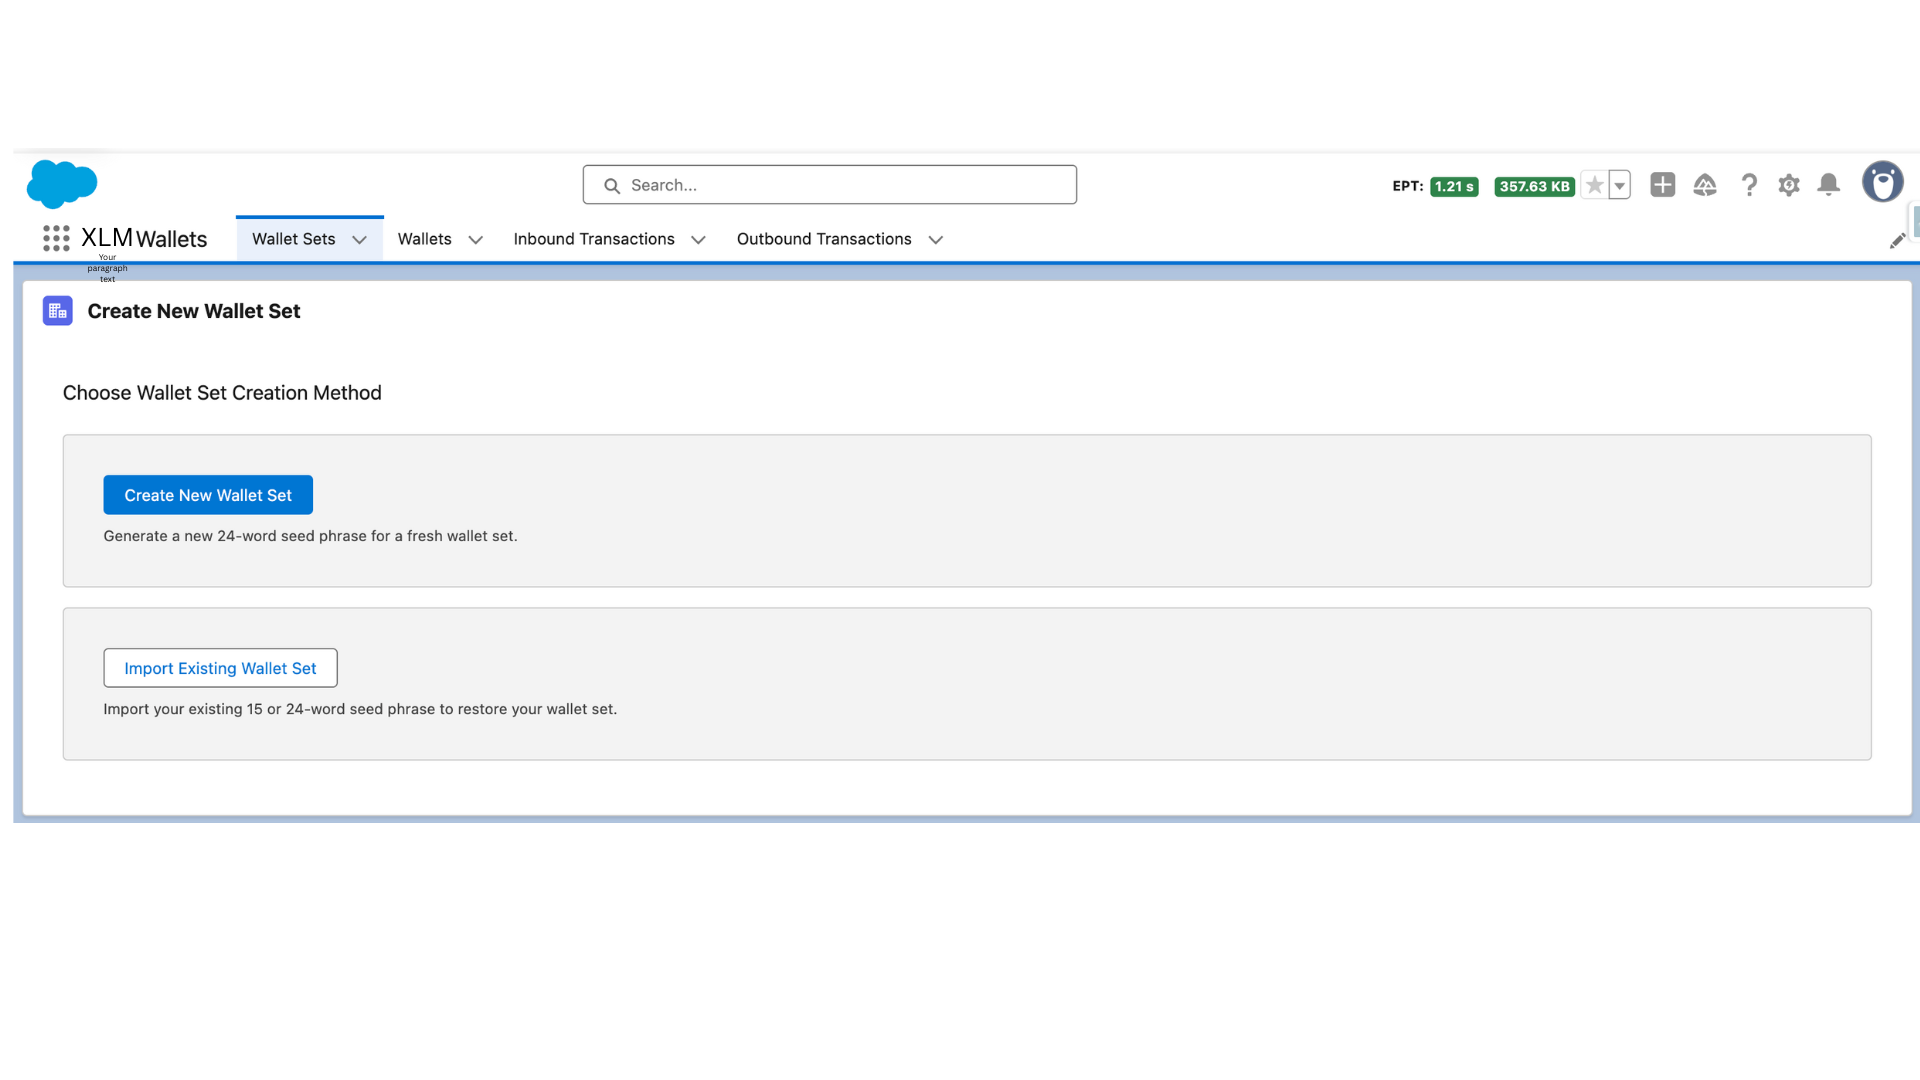 Search...
EPT: 1.21 s 357.63 KB
XLM Wallets
Wallet Sets
Wallets
Inbound Transactions
Outbound Transactions
Your
paragraph
text
Create New Wallet Set
Choose Wallet Set Creation Method
Create New Wallet Set
Generate a new 24-word seed phrase for a fresh wallet set.
Import Existing Wallet Set
Import your existing 15 or 24-word seed phrase to restore your wallet set.